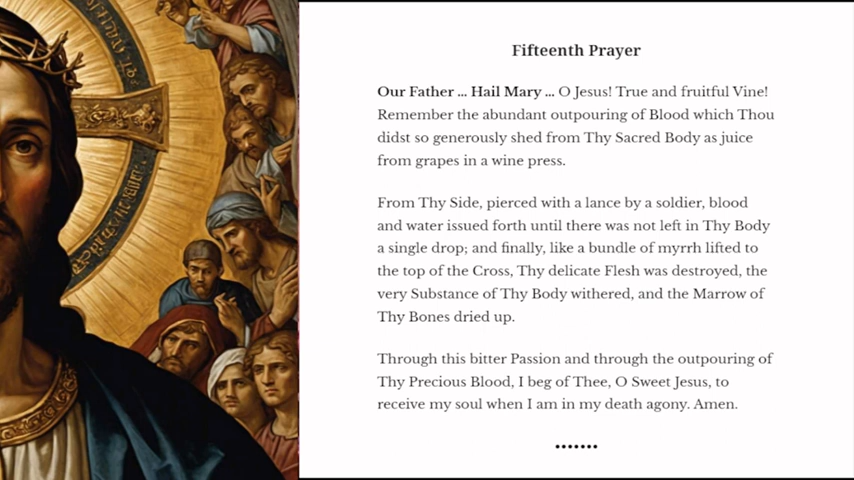 Fifteenth Prayer
Our Father ... Hail Mary ... O Jesus! True and fruitful Vine!
Remember the abundant outpouring of Blood which Thou
didst so generously shed from Thy Sacred Body as juice
from grapes in a wine press.
From Thy Side, pierced with a lance by a soldier, blood
and water issued forth until there was not left in Thy Body
a single drop; and finally, like a bundle of myrrh lifted to
the top of the Cross, Thy delicate Flesh was destroyed, the
very Substance of Thy Body withered, and the Marrow of
Thy Bones dried up.
Through this bitter Passion and through the outpouring of
Thy Precious Blood, I beg of Thee, O Sweet Jesus, to
receive my soul when I am in my death agony. Amen.